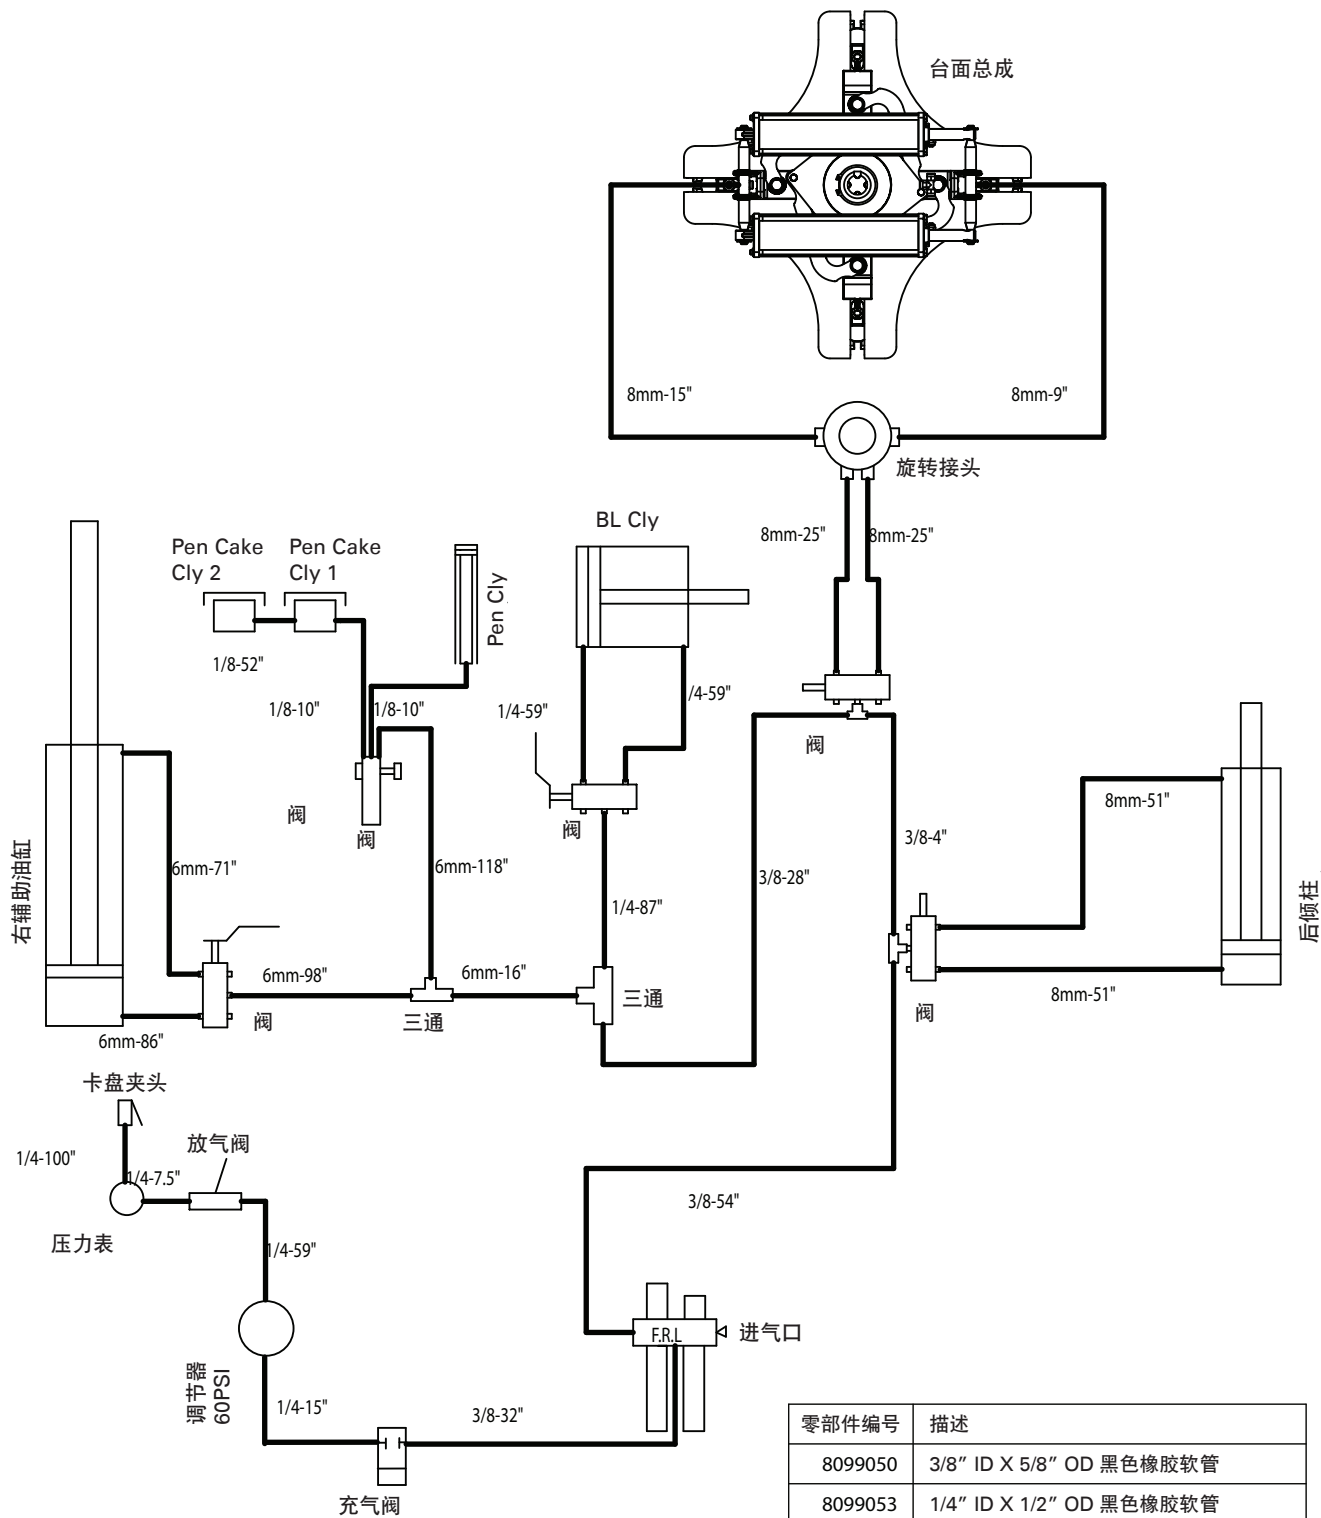 台面总成
8mm-15"
8mm-9"
旋转接头
BL Cly
8mm-25"
8mm-25"
Pen Cake
Cly 2
Pen Cake
Cly 1
Pen Cly
1/8-52"
1/8-10"
1/8-10"
1/4-59"
/4-59"
阀
8mm-51"
阀
阀
阀
3/8-4"
右辅助油缸
6mm-71"
6mm-118"
3/8-28"
1/4-87"
后倾柱
6mm-98"
6mm-16"
三通
8mm-51"
阀
三通
阀
6mm-86"
卡盘夹头
放气阀
1/4-100"
1/4-7.5"
3/8-54"
压力表
1/4-59"
F.R.L
进气口
调节器
60PSI
1/4-15"
3/8-32"
充气阀
零部件编号 描述
8099050 3/8" ID X 5/8" OD 黑色橡胶软管
8099053 1/4" ID X 1/2" OD 黑色橡胶软管